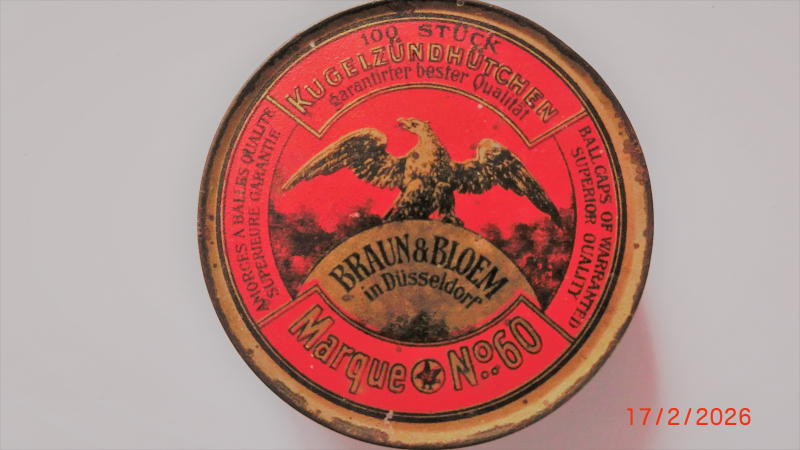 100 STÜCK
KUGELZÜNDHÜTCHEN
Garantirter bester Qualität
AMORCES A BALLES QUALITÉ
SUPERIEURE GARANTIE
BALL CAPS OF WARRANTED
SUPERIOR QUALITY
BRAUN & BLOEM
in Düsseldorf
Marque No. 60
17/2/2026